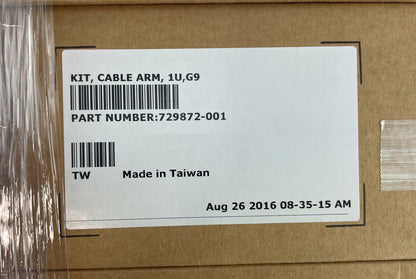 KIT, CABLE ARM, 1U,G9
PART NUMBER:729872-001
TW Made in Taiwan
Aug 26 2016 08-35-15 AM